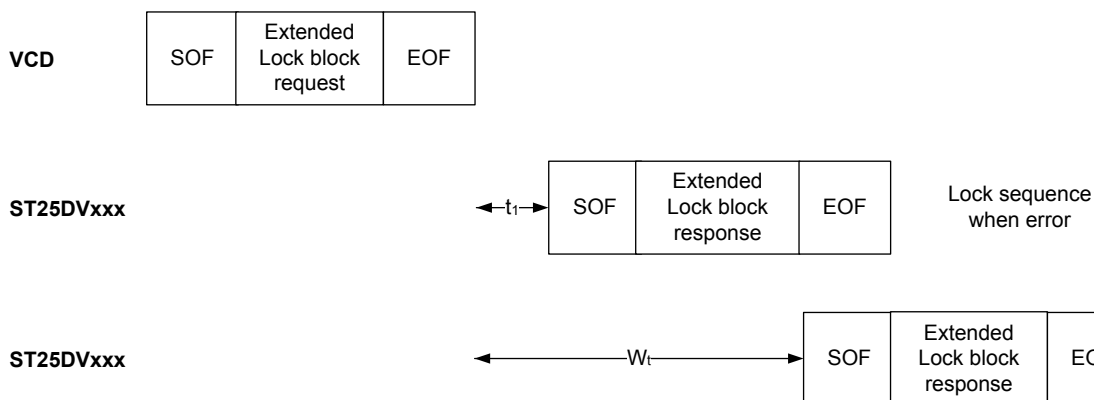 VCD
SOF
Extended
Lock block
request
EOF
ST25DVxxx
t1
SOF
Extended
Lock block
response
EOF
Lock sequence
when error
ST25DVxxx
Wt
SOF
Extended
Lock block
response